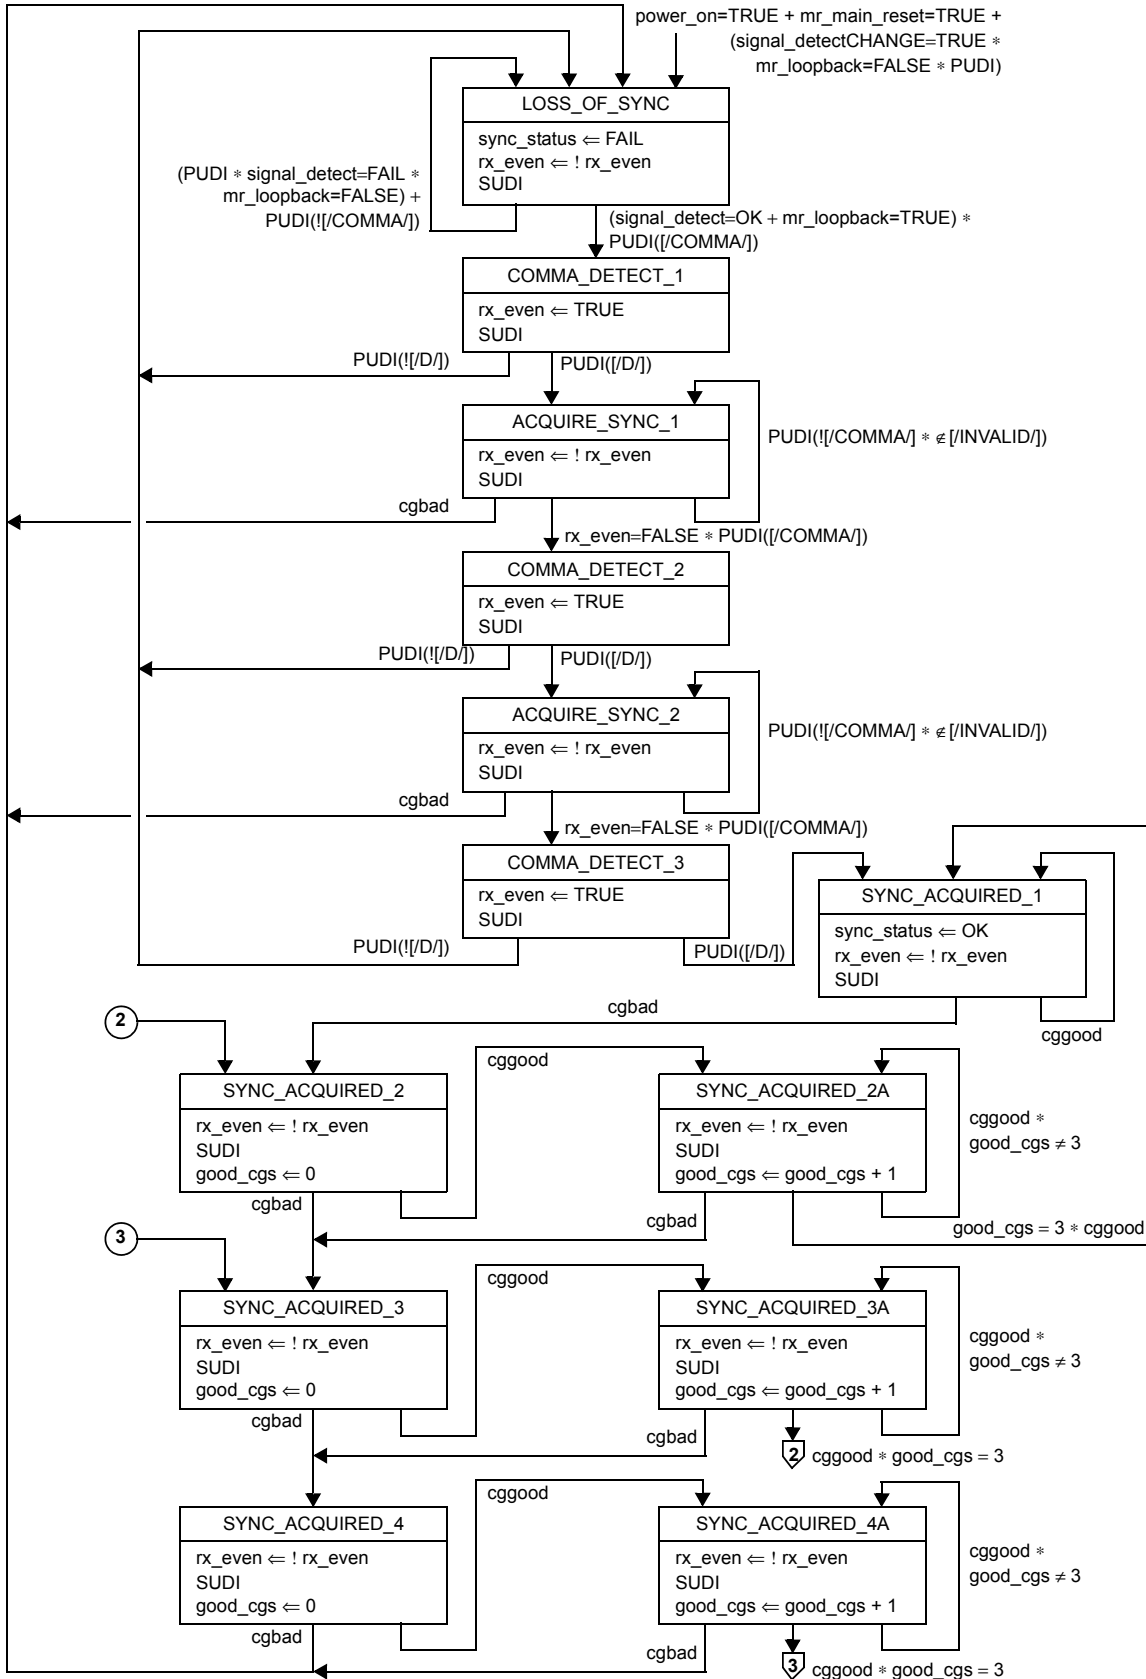 power_on=TRUE + mr_main_reset=TRUE +
(signal_detectCHANGE=TRUE ∗
mr_loopback=FALSE ∗ PUDI)
LOSS_OF_SYNC
sync_status ⇐ FAIL
rx_even ⇐ ! rx_even
SUDI
(PUDI ∗ signal_detect=FAIL ∗
mr_loopback=FALSE) +
PUDI(![/COMMA/])
(signal_detect=OK + mr_loopback=TRUE) ∗
PUDI([/COMMA/])
COMMA_DETECT_1
rx_even ⇐ TRUE
SUDI
PUDI(![/D/])
PUDI([/D/])
ACQUIRE_SYNC_1
rx_even ⇐ ! rx_even
SUDI
PUDI(![/COMMA/] ∗ ∉[/INVALID/])
cgbad
rx_even=FALSE ∗ PUDI([/COMMA/])
COMMA_DETECT_2
rx_even ⇐ TRUE
SUDI
PUDI(![/D/])
PUDI([/D/])
ACQUIRE_SYNC_2
rx_even ⇐ ! rx_even
SUDI
PUDI(![/COMMA/] ∗ ∉[/INVALID/])
cgbad
rx_even=FALSE ∗ PUDI([/COMMA/])
COMMA_DETECT_3
rx_even ⇐ TRUE
SUDI
PUDI(![/D/])
PUDI([/D/])
SYNC_ACQUIRED_1
sync_status ⇐ OK
rx_even ⇐ ! rx_even
SUDI
cgbad
cggood
2
SYNC_ACQUIRED_2
rx_even ⇐ ! rx_even
SUDI
good_cgs ⇐ 0
cggood
SYNC_ACQUIRED_2A
rx_even ⇐ ! rx_even
SUDI
good_cgs ⇐ good_cgs + 1
cggood ∗
good_cgs ≠ 3
cgbad
cgbad
good_cgs = 3 ∗ cggood
3
SYNC_ACQUIRED_3
rx_even ⇐ ! rx_even
SUDI
good_cgs ⇐ 0
cggood
SYNC_ACQUIRED_3A
rx_even ⇐ ! rx_even
SUDI
good_cgs ⇐ good_cgs + 1
cggood ∗
good_cgs ≠ 3
cgbad
cgbad
2 cggood ∗ good_cgs = 3
SYNC_ACQUIRED_4
rx_even ⇐ ! rx_even
SUDI
good_cgs ⇐ 0
cggood
SYNC_ACQUIRED_4A
rx_even ⇐ ! rx_even
SUDI
good_cgs ⇐ good_cgs + 1
cggood ∗
good_cgs ≠ 3
cgbad
cgbad
3 cggood ∗ good_cgs = 3